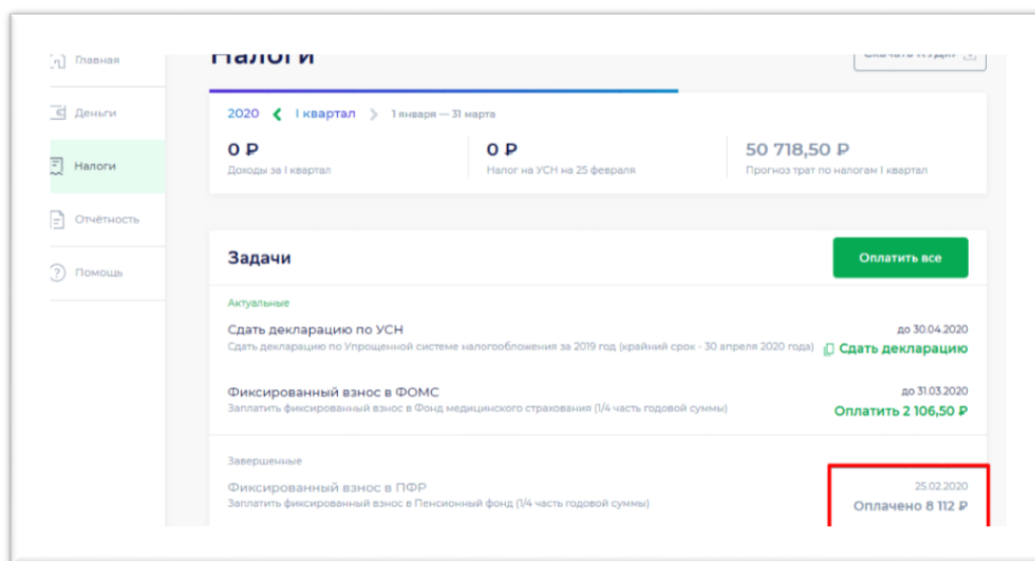 Главная
Налоги
Скачать КУДиР
Деньги
2020 I квартал 1 января — 31 марта
0 ₽
0 ₽
50 718,50 ₽
Доходы за I квартал
Налог на УСН на 25 февраля
Прогноз трат по налогам I квартал
Налоги
Отчётность
Помощь
Задачи
Оплатить все
Актуальные
Сдать декларацию по УСН
до 30.04.2020
Сдать декларацию по Упрощенной системе налогообложения за 2019 год (крайний срок - 30 апреля 2020 года)
Сдать декларацию
Фиксированный взнос в ФОМС
до 31.03.2020
Заплатить фиксированный взнос в Фонд медицинского страхования (1/4 часть годовой суммы)
Оплатить 2 106,50 ₽
Завершенные
Фиксированный взнос в ПФР
25.02.2020
Заплатить фиксированный взнос в Пенсионный фонд (1/4 часть годовой суммы)
Оплачено 8 112 ₽